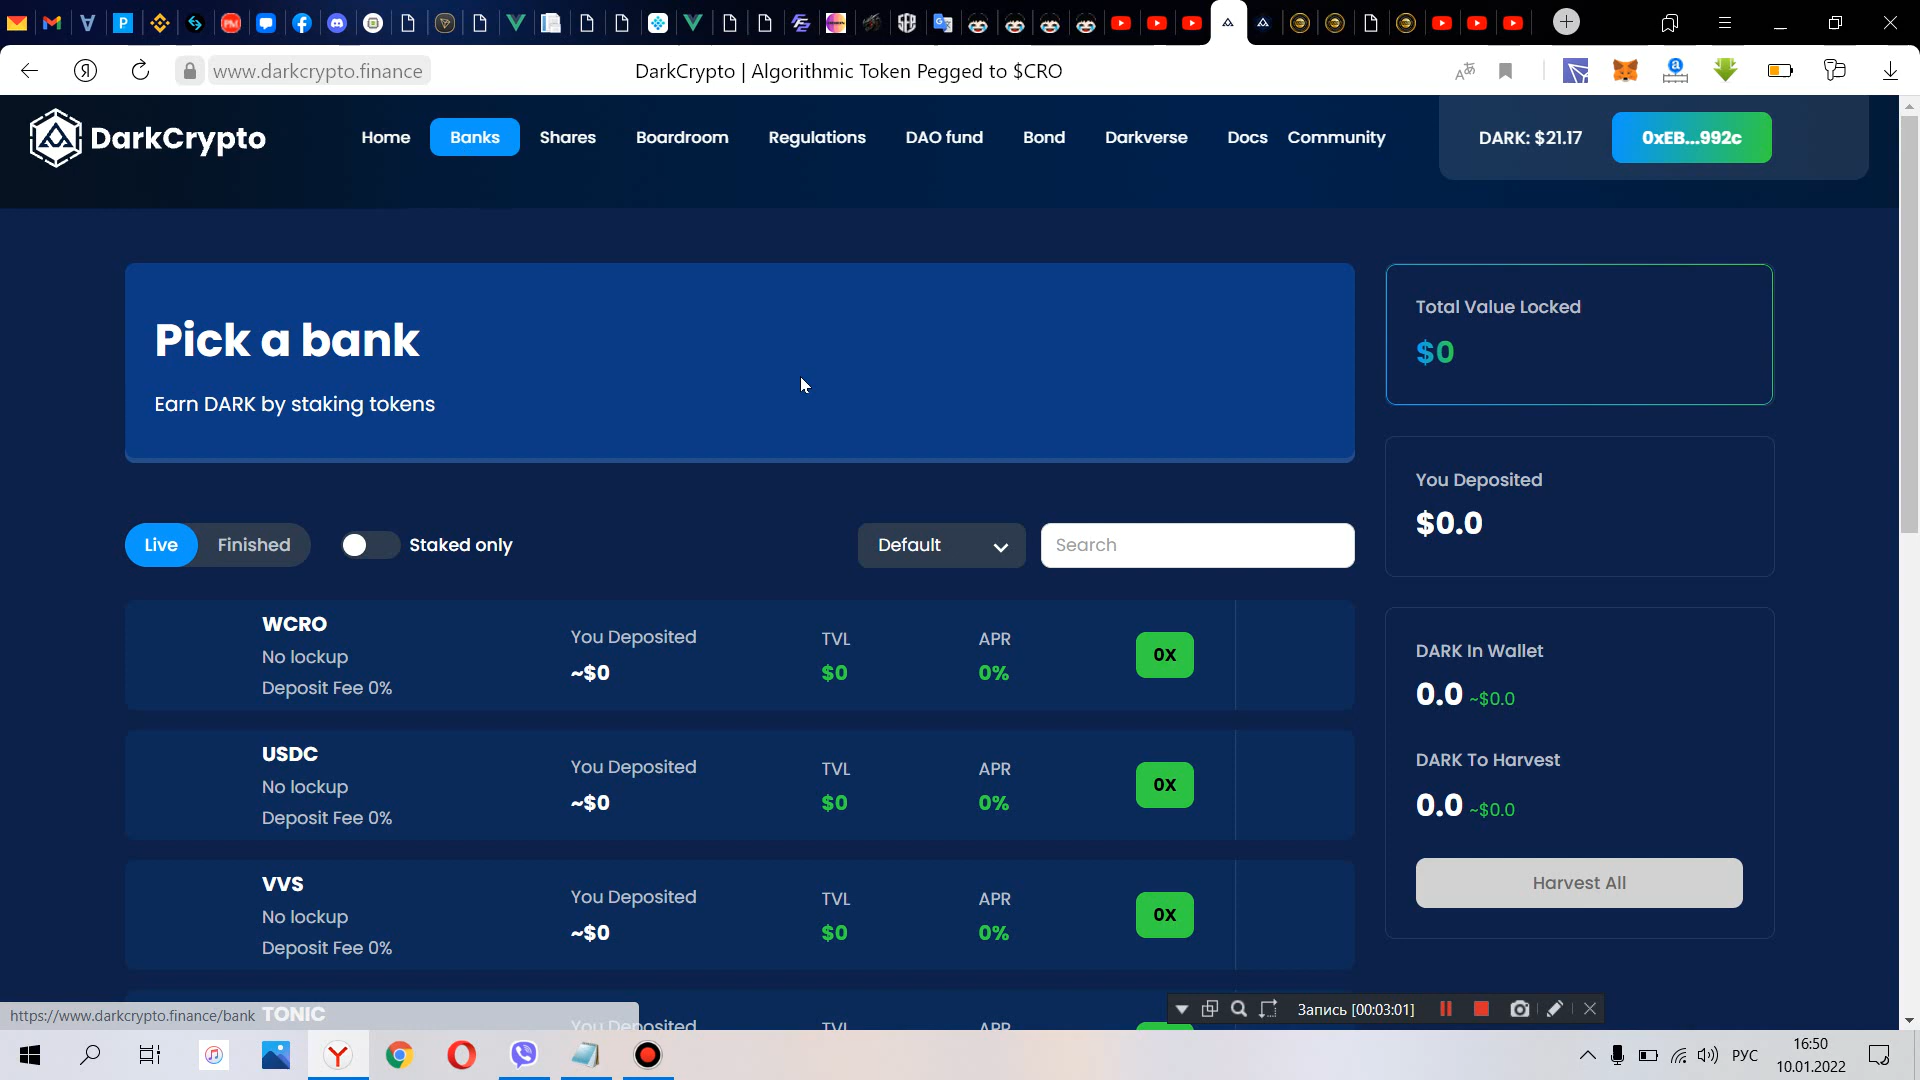 www.darkcrypto.finance
DarkCrypto | Algorithmic Token Pegged to $CRO
DarkCrypto
Home
Banks
Shares
Boardroom
Regulations
DAO fund
Bond
Darkverse
Docs
Community
DARK: $21.17
0xEB...992c
Pick a bank
Earn DARK by staking tokens
Total Value Locked
$0
You Deposited
$0.0
Live
Finished
Staked only
Default
Search
WCRO
No lockup
Deposit Fee 0%
You Deposited
~$0
TVL
$0
APR
0%
0X
USDC
No lockup
Deposit Fee 0%
You Deposited
~$0
TVL
$0
APR
0%
0X
VVS
No lockup
Deposit Fee 0%
You Deposited
~$0
TVL
$0
APR
0%
0X
TONIC
You Deposited
TVL
APR
DARK In Wallet
0.0 ~$0.0
DARK To Harvest
0.0 ~$0.0
Harvest All
https://www.darkcrypto.finance/bank
Запись [00:03:01]
РУС
16:50
10.01.2022